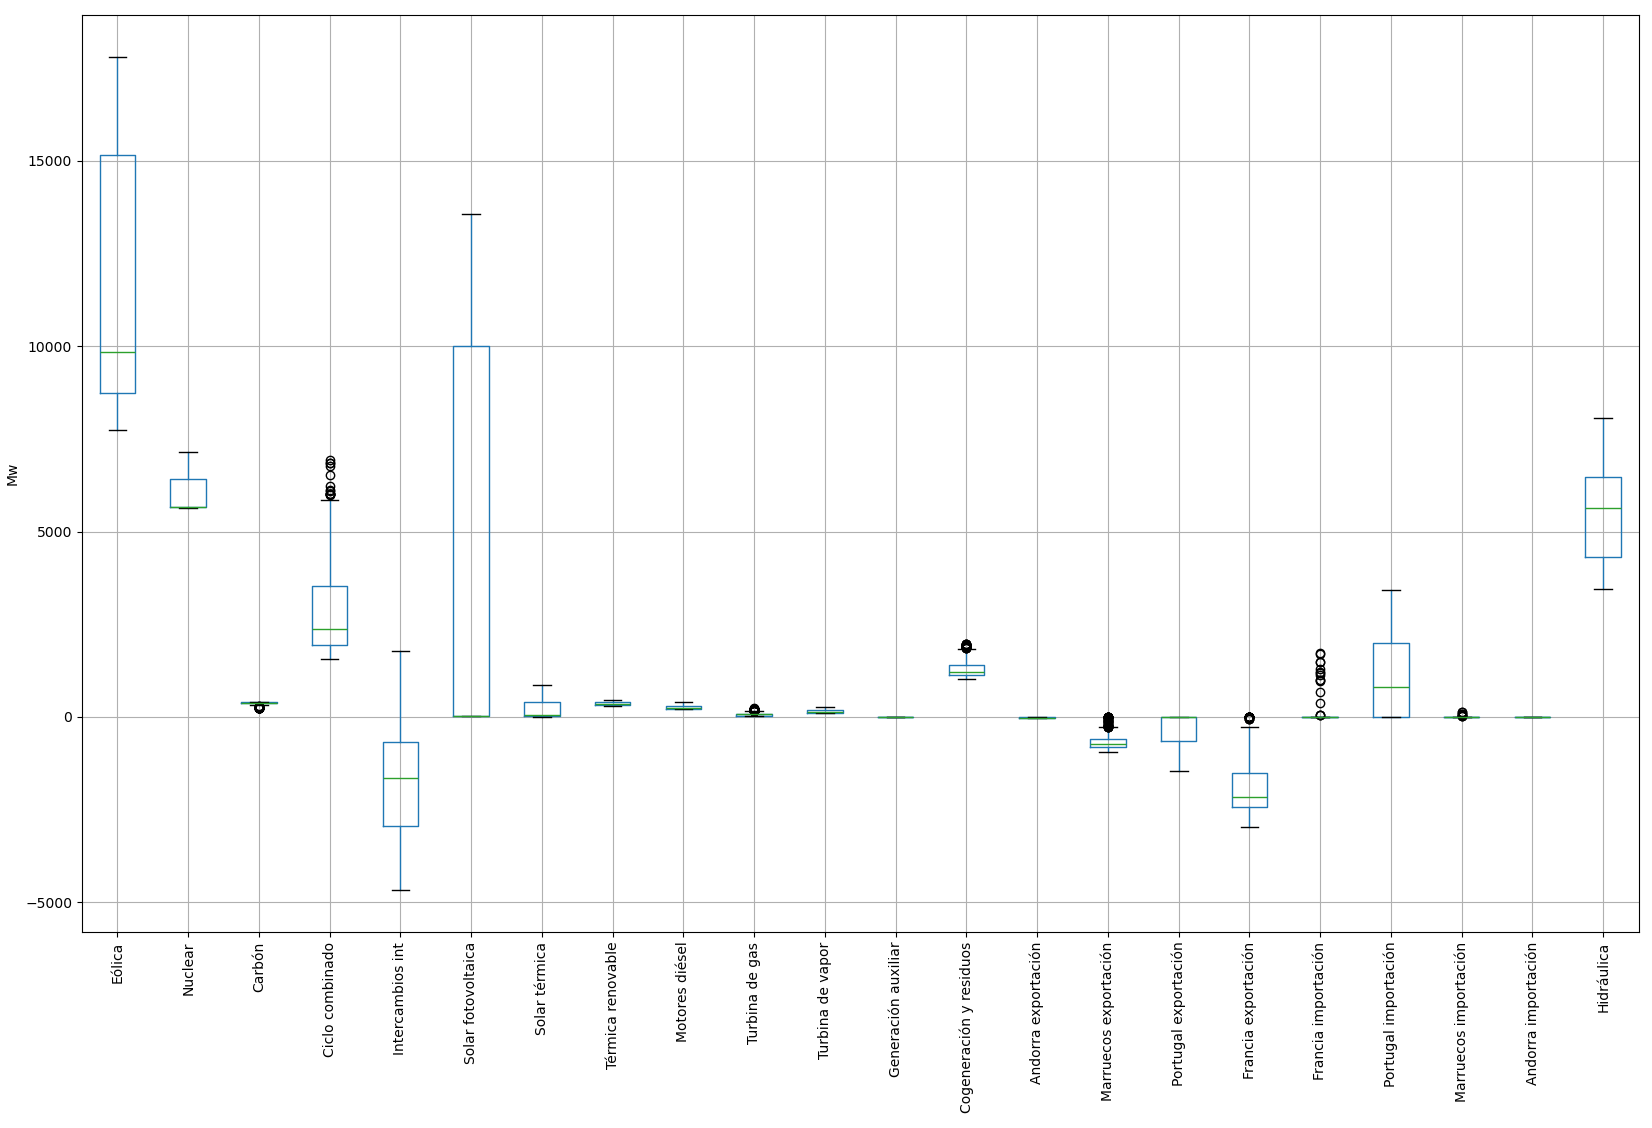 Mw
15000
10000
5000
0
−5000
Eólica
Nuclear
Carbón
Ciclo combinado
Intercambios int
Solar fotovoltaica
Solar térmica
Térmica renovable
Motores diésel
Turbina de gas
Turbina de vapor
Generación auxiliar
Cogeneración y residuos
Andorra exportación
Marruecos exportación
Portugal exportación
Francia exportación
Francia importación
Portugal importación
Marruecos importación
Andorra importación
Hidráulica